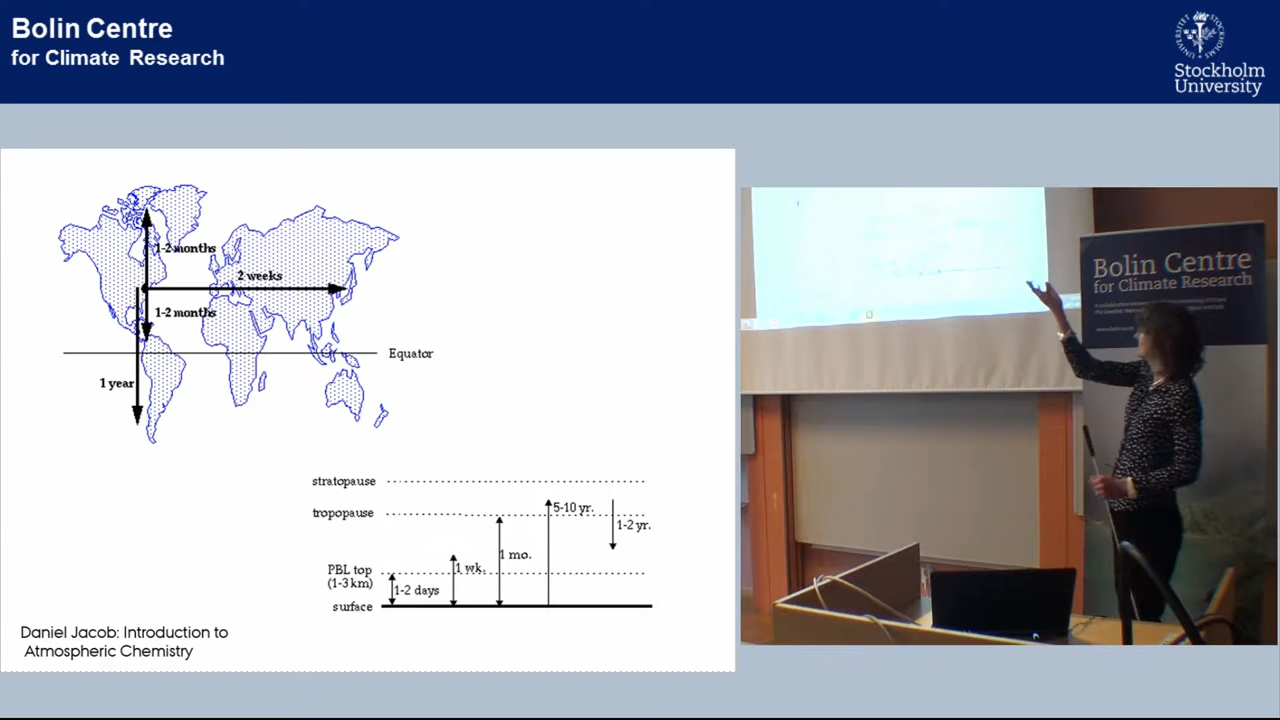 Bolin Centre
for Climate Research
Stockholm
University
1-2 months
2 weeks
1-2 months
Equator
1 year
stratopause
tropopause
5-10 yr.
1-2 yr.
1 mo.
PBL top
(1-3 km)
1 wk.
1-2 days
surface
Daniel Jacob: Introduction to
Atmospheric Chemistry
Bolin Centre
for Climate Research